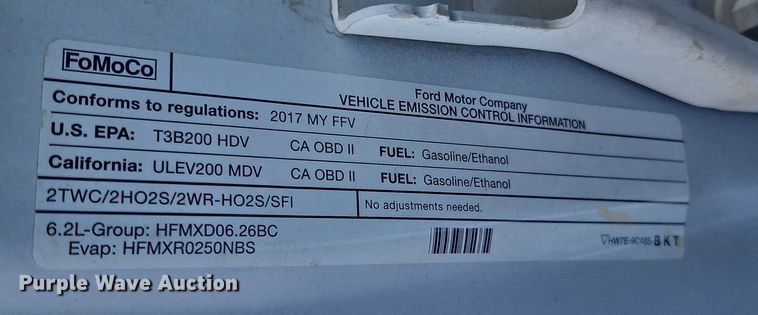 FoMoCo
Ford Motor Company
VEHICLE EMISSION CONTROL INFORMATION
Conforms to regulations: 2017 MY FFV
U.S. EPA: T3B200 HDV CA OBD II FUEL: Gasoline/Ethanol
California: ULEV200 MDV CA OBD II FUEL: Gasoline/Ethanol
2TWC/2HO2S/2WR-HO2S/SFI No adjustments needed.
6.2L-Group: HFMXD06.26BC
Evap: HFMXR0250NBS
HW7E-9C485- BKT
Purple Wave Auction